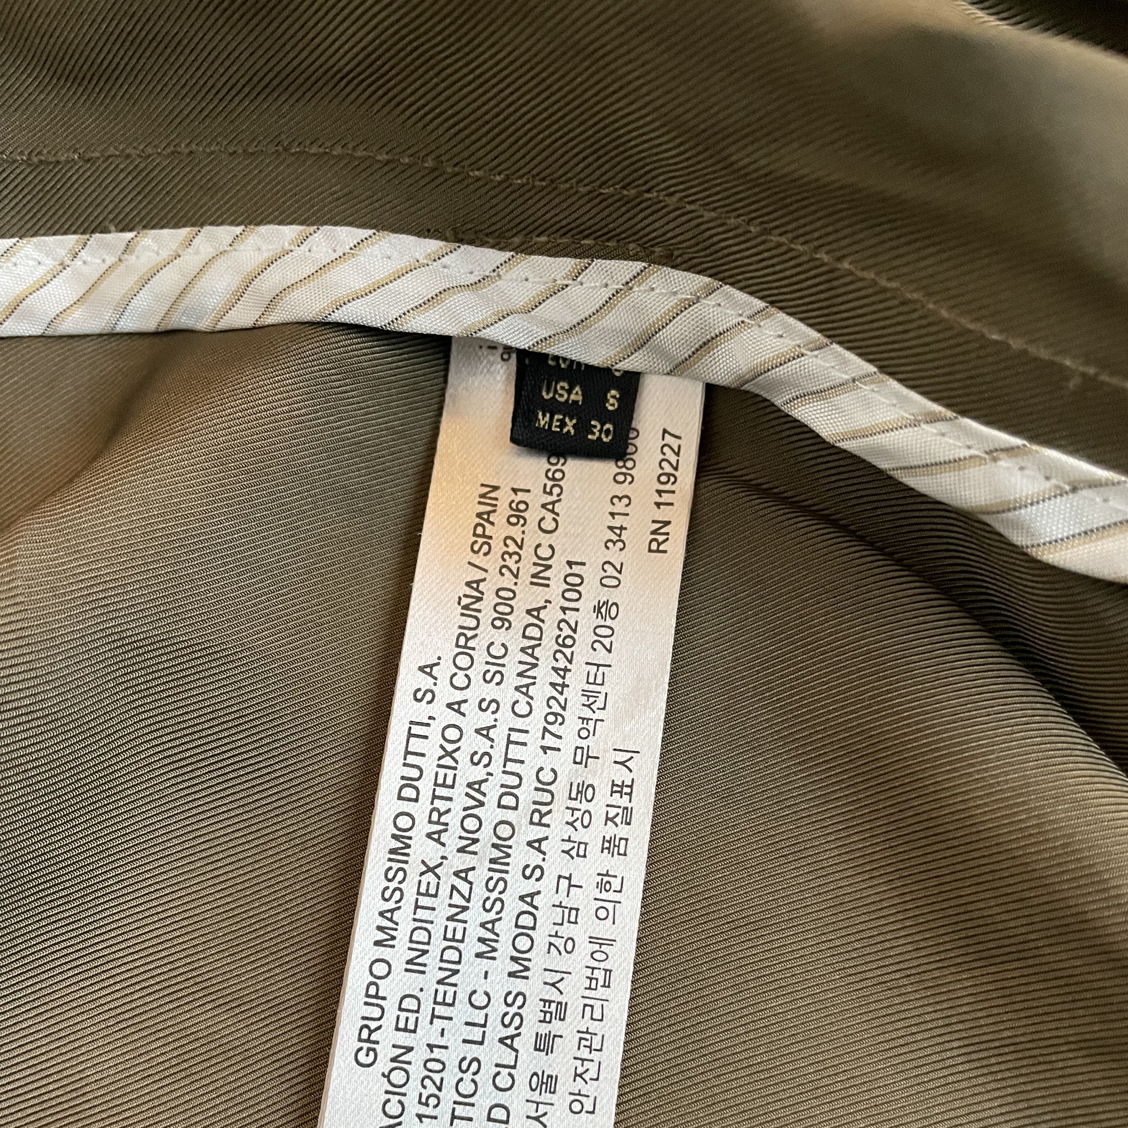 USA S
MEX 30
GRUPO MASSIMO DUTTI, S.A.
ACIÓN ED. INDITEX, ARTEIXO A CORUÑA / SPAIN
15201 -TENDENZA NOVA,S.A.S SIC 900.232.961
TICS LLC - MASSIMO DUTTI CANADA, INC CA569
D CLASS MODA S.A RUC 1792442621001
서울 특별시 강남구 삼성동 무역센터 20층 02 3413 98
안전관리법에 의한 품질표시
RN 119227